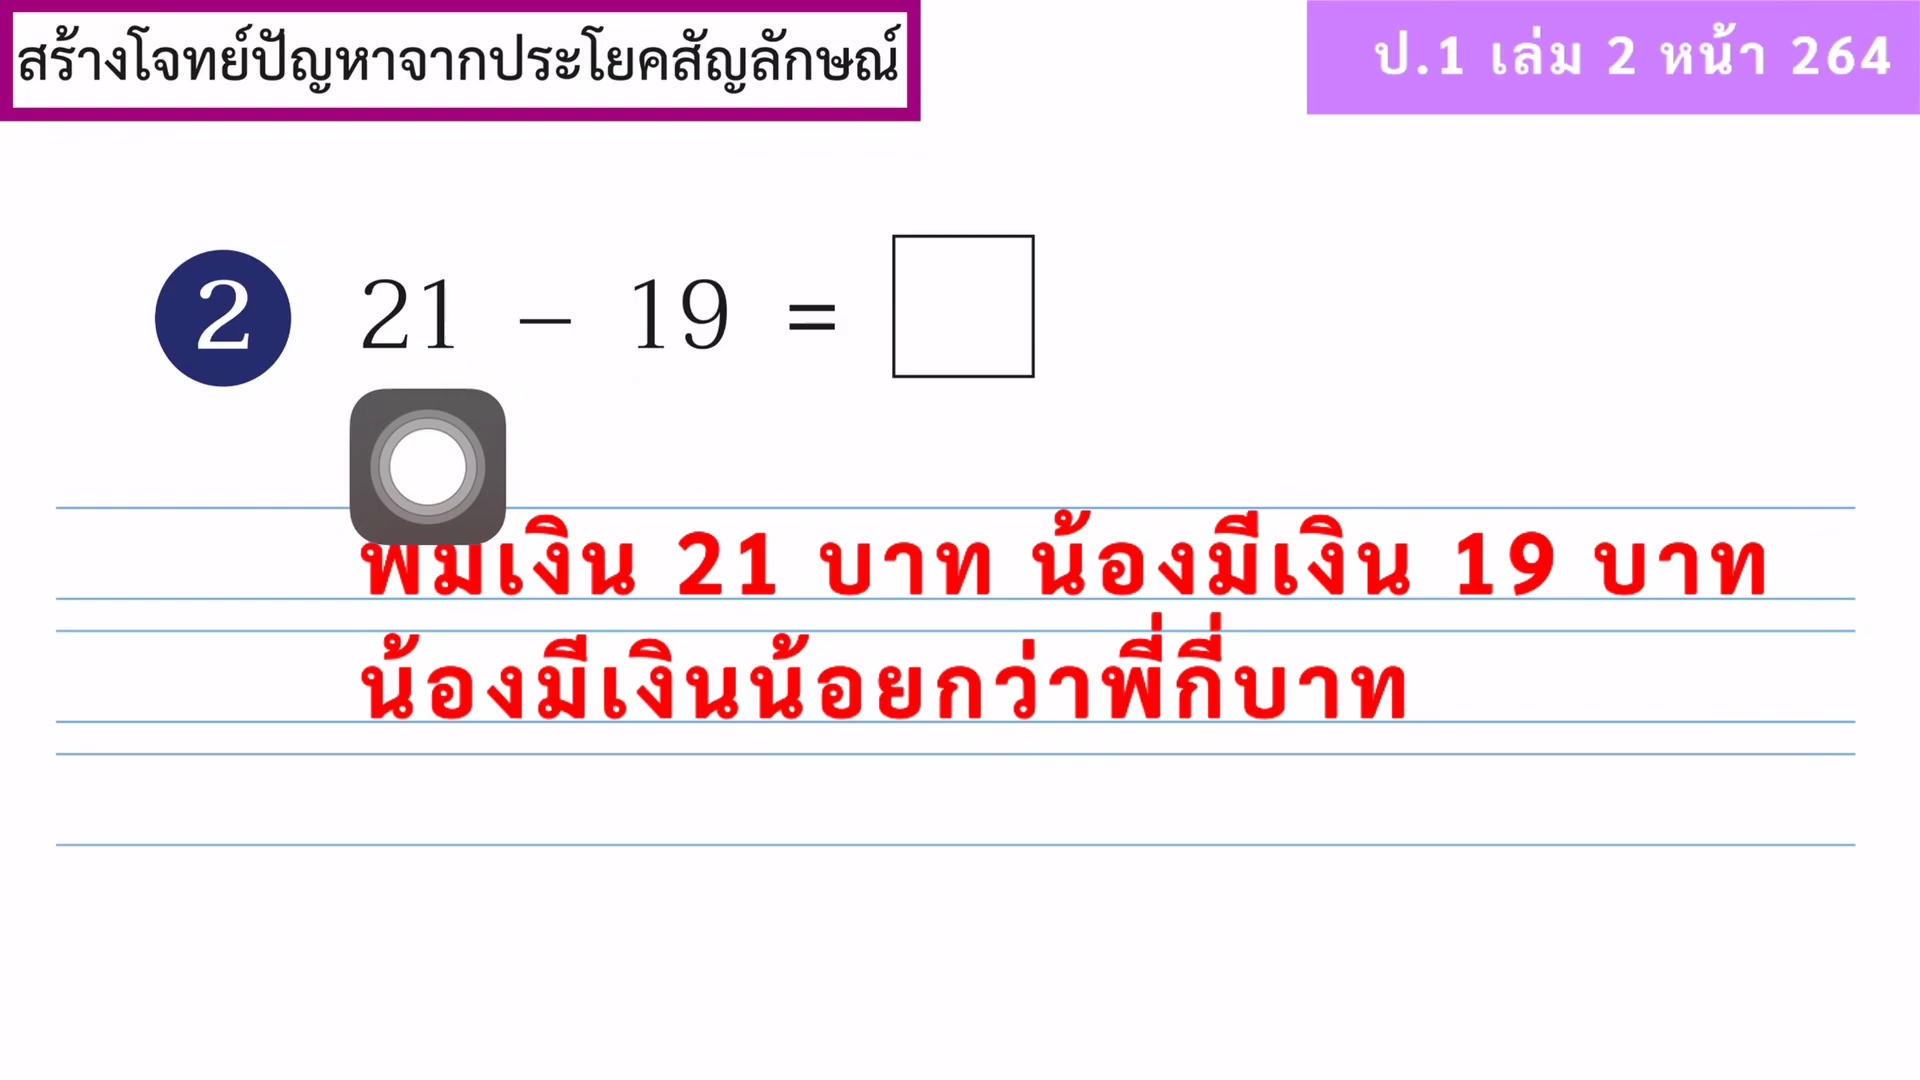 สร้างโจทย์ปัญหาจากประโยคสัญลักษณ์
ป.1 เล่ม 2 หน้า 264
2 21 – 19 =
เงิน 21 บาท น้องมีเงิน 19 บาท
น้องมีเงินน้อยกว่าพี่กี่บาท